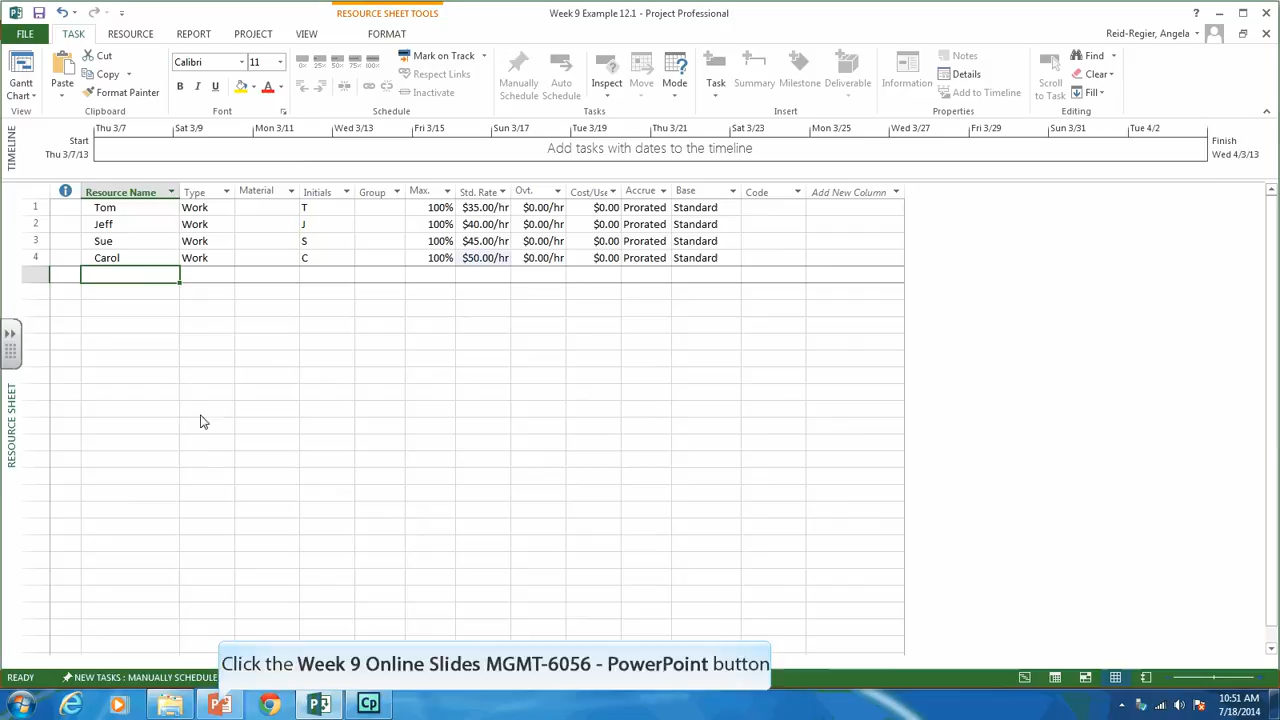 RESOURCE SHEET TOOLS
Week 9 Example 12.1 - Project Professional
FILE TASK RESOURCE REPORT PROJECT VIEW FORMAT
Reid-Regier, Angela
Gantt Chart
View
Paste
Cut
Copy
Format Painter
Clipboard
Calibri 11
B I U A
Font
0% 25% 50% 75% 100%
Mark on Track
Respect Links
Inactivate
Schedule
Manually Schedule
Auto Schedule
Inspect
Move
Mode
Tasks
Task
Summary
Milestone
Deliverable
Insert
Information
Notes
Details
Add to Timeline
Properties
Scroll to Task
Find
Clear
Fill
Editing
TIMELINE
Start
Thu 3/7/13
Thu 3/7 Sat 3/9 Mon 3/11 Wed 3/13 Fri 3/15 Sun 3/17 Tue 3/19 Thu 3/21 Sat 3/23 Mon 3/25 Wed 3/27 Fri 3/29 Sun 3/31 Tue 4/2
Add tasks with dates to the timeline
Finish
Wed 4/3/13
Resource Name Type Material Initials Group Max. Std. Rate Ovt. Cost/Use Accrue Base Code Add New Column
1 Tom Work T 100% $35.00/hr $0.00/hr $0.00 Prorated Standard
2 Jeff Work J 100% $40.00/hr $0.00/hr $0.00 Prorated Standard
3 Sue Work S 100% $45.00/hr $0.00/hr $0.00 Prorated Standard
4 Carol Work C 100% $50.00/hr $0.00/hr $0.00 Prorated Standard
RESOURCE SHEET
Click the Week 9 Online Slides MGMT-6056 - PowerPoint button
READY NEW TASKS : MANUALLY SCHEDULE
Cp
10:51 AM
7/18/2014